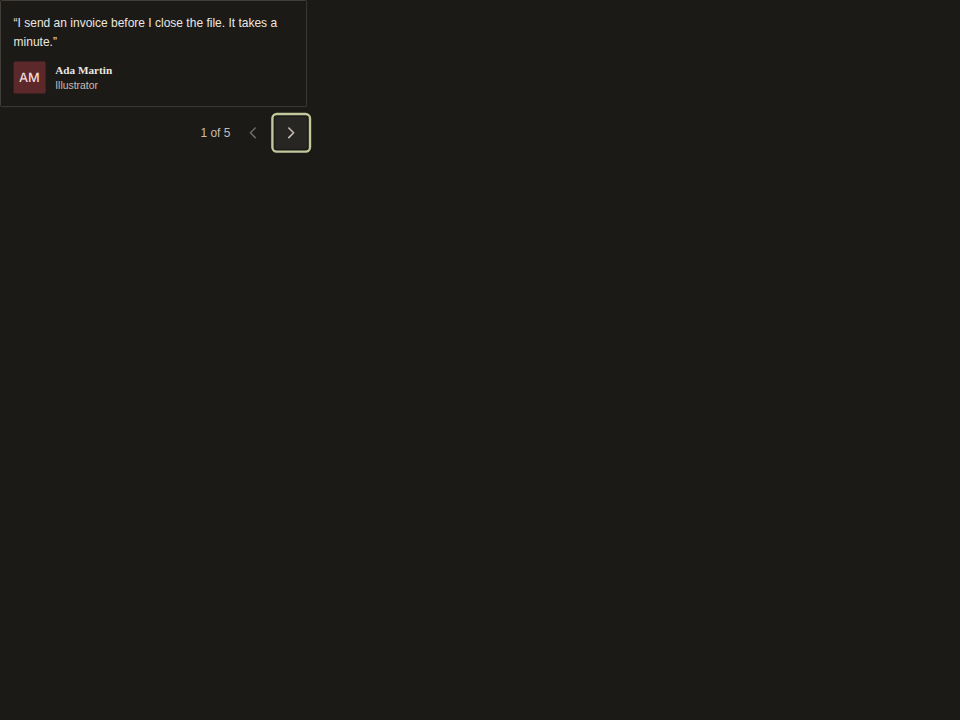 “I send an invoice before I close the file. It takes a
minute.”
AM
Ada Martin
Illustrator
1 of 5